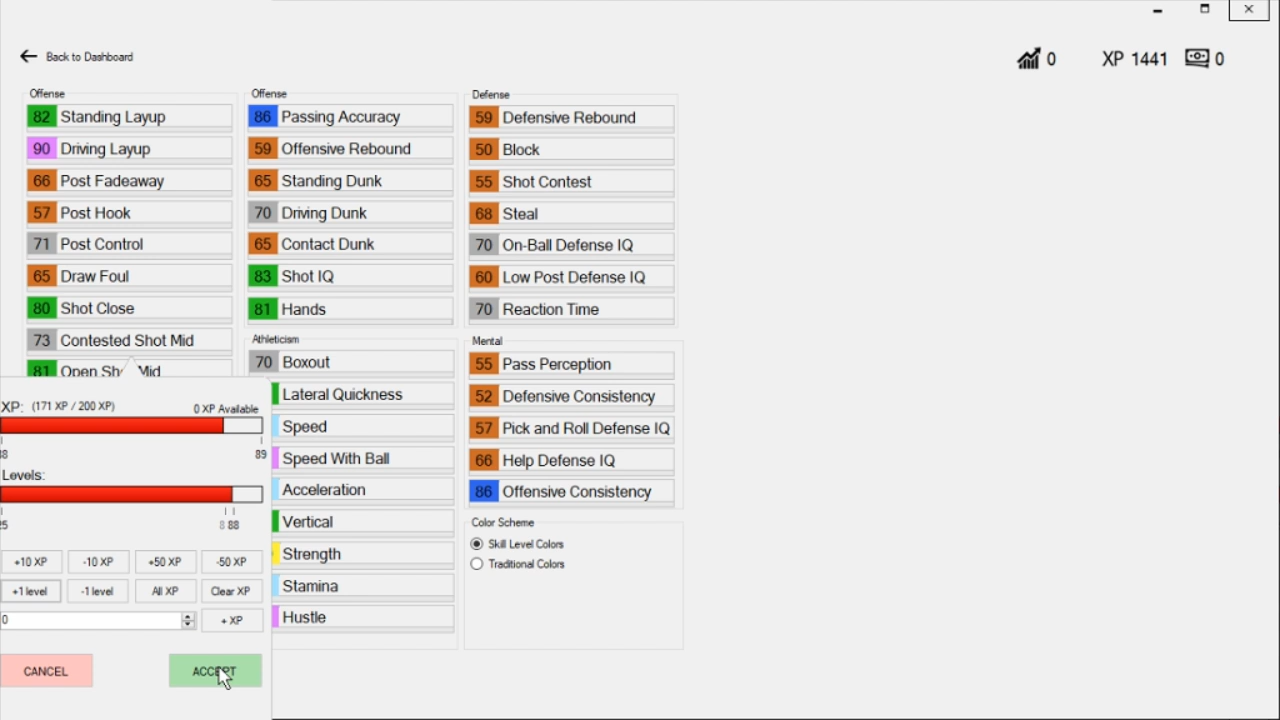 Back to Dashboard
0
XP 1441
0
Offense
82 Standing Layup
90 Driving Layup
66 Post Fadeaway
57 Post Hook
71 Post Control
65 Draw Foul
80 Shot Close
73 Contested Shot Mid
81 Open Sh Mid
Offense
86 Passing Accuracy
59 Offensive Rebound
65 Standing Dunk
70 Driving Dunk
65 Contact Dunk
83 Shot IQ
81 Hands
Athleticism
70 Boxout
Lateral Quickness
Speed
Speed With Ball
Acceleration
Vertical
Strength
Stamina
Hustle
Defense
59 Defensive Rebound
50 Block
55 Shot Contest
68 Steal
70 On-Ball Defense IQ
60 Low Post Defense IQ
70 Reaction Time
Mental
55 Pass Perception
52 Defensive Consistency
57 Pick and Roll Defense IQ
66 Help Defense IQ
86 Offensive Consistency
Color Scheme
Skill Level Colors
Traditional Colors
XP: (171 XP / 200 XP) 0 XP Available
89
Levels:
88
+10 XP -10 XP +50 XP -50 XP
+1 level -1 level All XP Clear XP
0 + XP
CANCEL ACCEPT